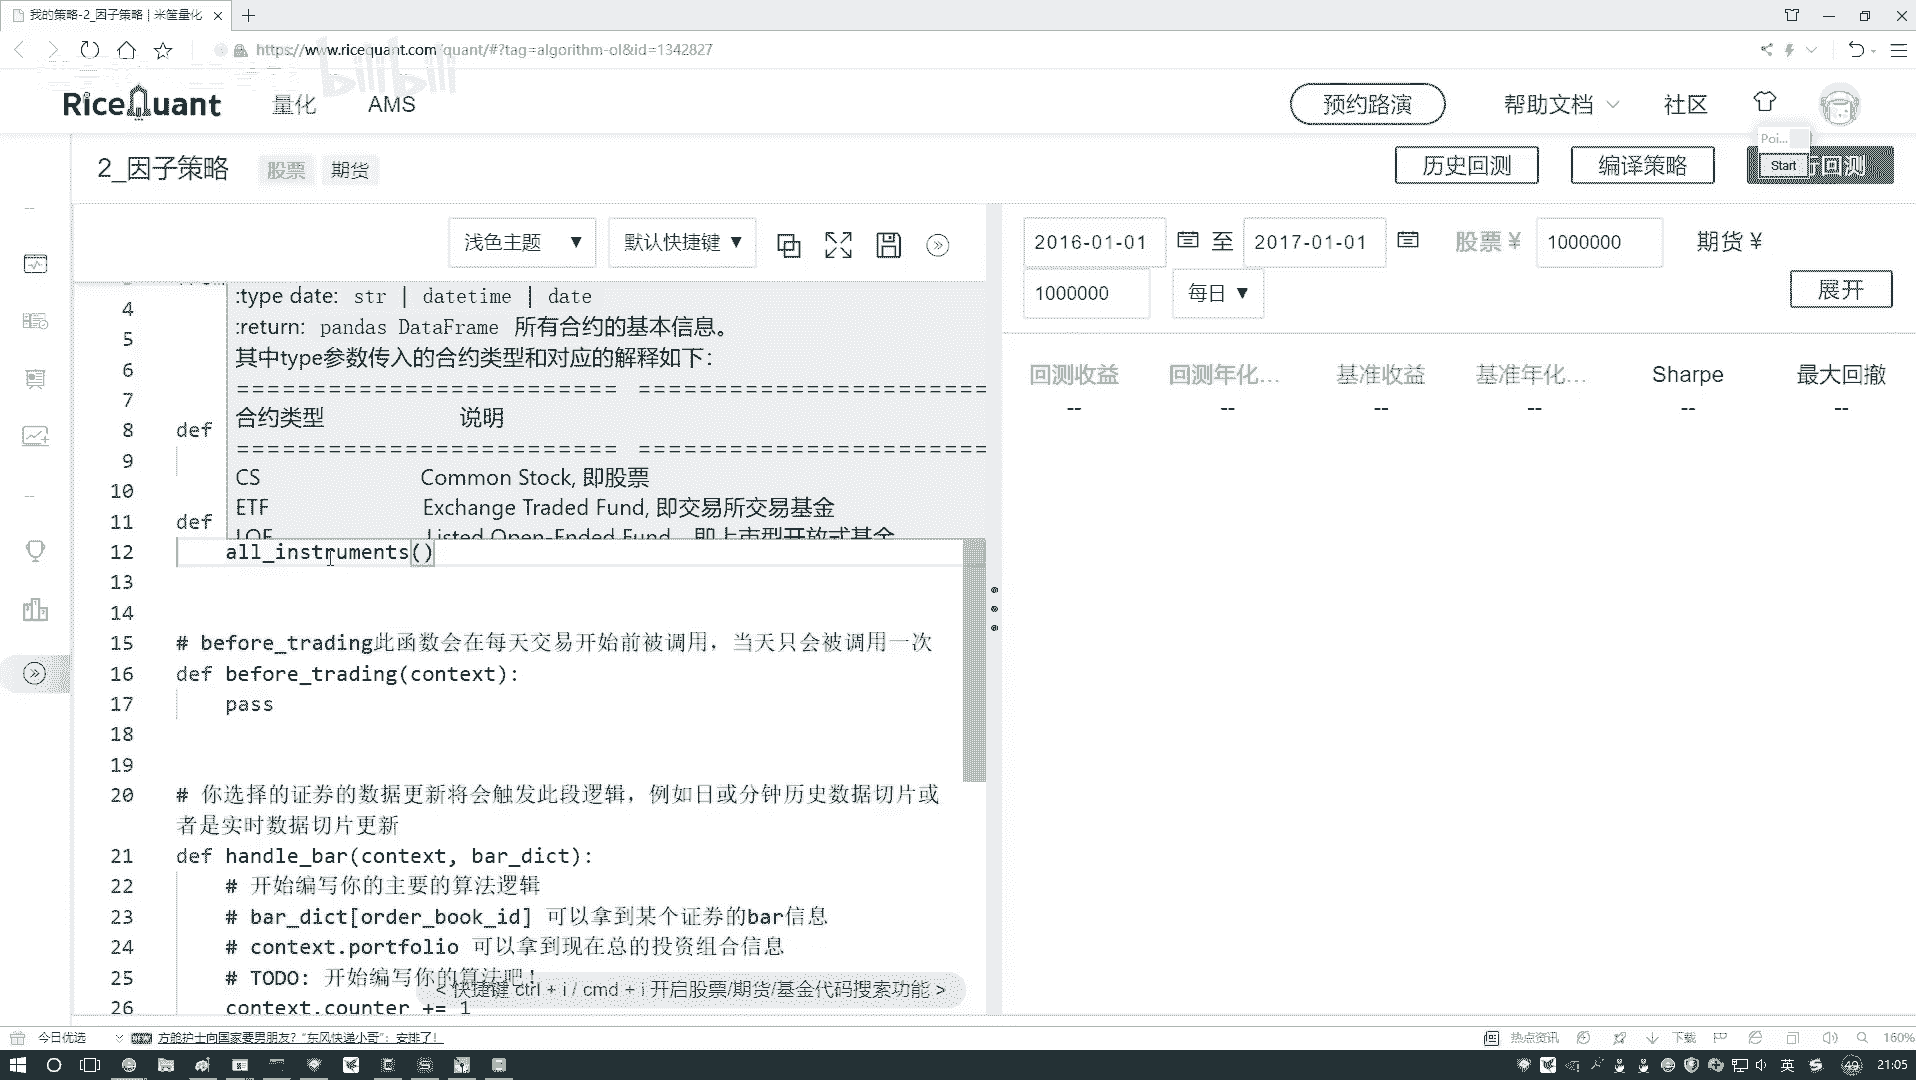 我的策略-2_因子策略 | 米筐量化
https://www.ricequant.com/quant/#?tag=algorithm-ol&id=1342827
bilibili
RiceQuant 量化 AMS 预约路演 帮助文档 社区
Poi...
Start
2_因子策略 股票 期货 历史回测 编译策略 回测
浅色主题 ▼ 默认快捷键 ▼
2016-01-01 至 2017-01-01 股票 ¥ 1000000 期货 ¥
1000000 每日 ▼ 展开
回测收益 回测年化... 基准收益 基准年化... Sharpe 最大回撤
-- -- -- -- -- --
:type date: str | datetime | date
:return: pandas DataFrame 所有合约的基本信息。
其中type参数传入的合约类型和对应的解释如下:
========================= =======================
合约类型 说明
========================= =======================
CS Common Stock, 即股票
ETF Exchange Traded Fund, 即交易所交易基金
LOF Listed Open-Ended Fund, 即上市型开放式基金
4
5
6
7
8 def
9
10
11 def
12 all_instruments()
13
14
15 # before_trading此函数会在每天交易开始前被调用，当天只会被调用一次
16 def before_trading(context):
17 pass
18
19
20 # 你选择的证券的数据更新将会触发此段逻辑，例如日或分钟历史数据切片或
者是实时数据切片更新
21 def handle_bar(context, bar_dict):
22 # 开始编写你的主要的算法逻辑
23 # bar_dict[order_book_id] 可以拿到某个证券的bar信息
24 # context.portfolio 可以拿到现在总的投资组合信息
25 # TODO: 开始编写你的算法吧！
< 快捷键 ctrl + i / cmd + i 开启股票/期货/基金代码搜索功能 >
26 context.counter += 1
今日优选 方舱护士向国家要男朋友？“东风快递小哥”：安排了！ 热点资讯 下载 160%
英 49 21:05